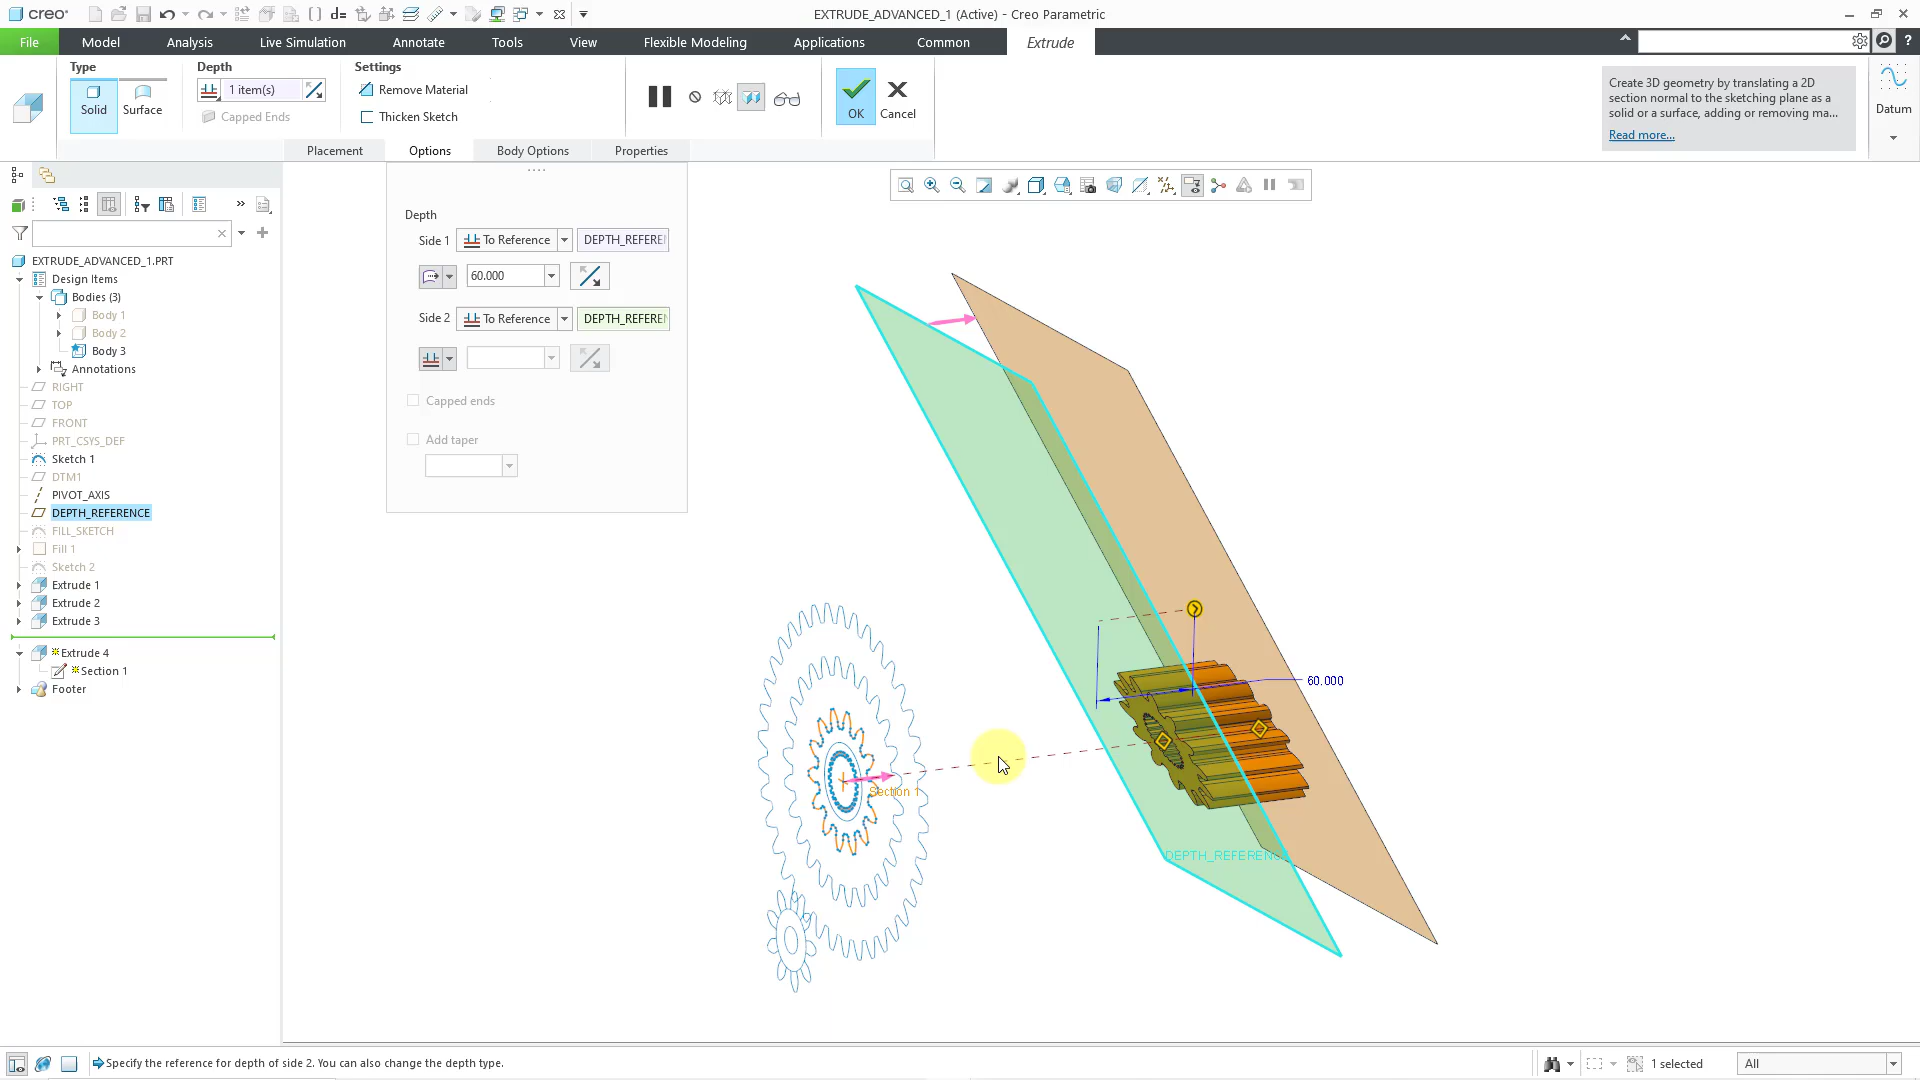 creo
EXTRUDE_ADVANCED_1 (Active) - Creo Parametric
File Model Analysis Live Simulation Annotate Tools View Flexible Modeling Applications Common Extrude
Type Depth Settings
Solid Surface
1 item(s)
Capped Ends
Remove Material
Thicken Sketch
OK Cancel
Create 3D geometry by translating a 2D
section normal to the sketching plane as a
solid or a surface, adding or removing ma...
Read more...
Datum
Placement Options Body Options Properties
EXTRUDE_ADVANCED_1.PRT
Design Items
Bodies (3)
Body 1
Body 2
Body 3
Annotations
RIGHT
TOP
FRONT
PRT_CSYS_DEF
Sketch 1
DTM1
PIVOT_AXIS
DEPTH_REFERENCE
FILL_SKETCH
Fill 1
Sketch 2
Extrude 1
Extrude 2
Extrude 3
Extrude 4
Section 1
Footer
Depth
Side 1 To Reference DEPTH_REFEREN
60.000
Side 2 To Reference DEPTH_REFEREN
Capped ends
Add taper
60.000
Section 1
DEPTH_REFERENCE
Specify the reference for depth of side 2. You can also change the depth type.
1 selected
All